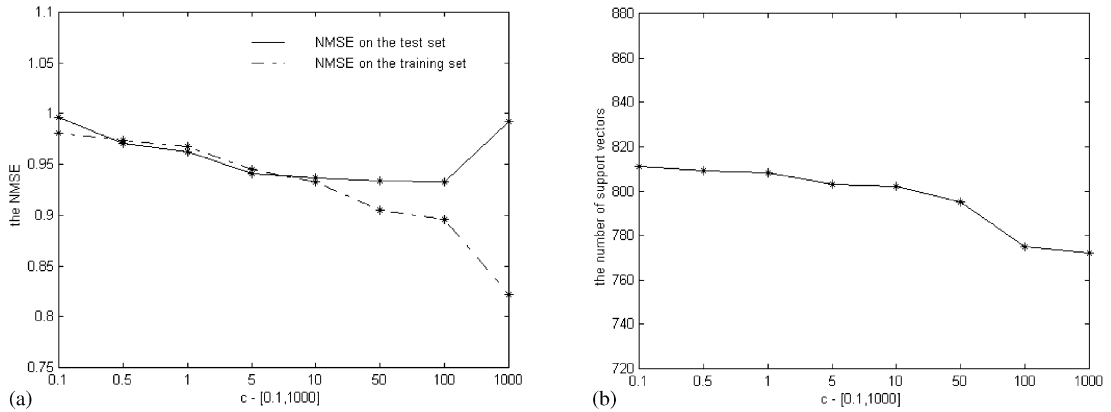 1.1
1.05
1
0.95
0.9
0.85
0.8
0.75
the NMSE
NMSE on the test set
NMSE on the training set
0.1 0.5 1 5 10 50 100 1000
c - [0.1,1000]
(a)
880
860
840
820
800
780
760
740
720
the number of support vectors
0.1 0.5 1 5 10 50 100 1000
c - [0.1,1000]
(b)